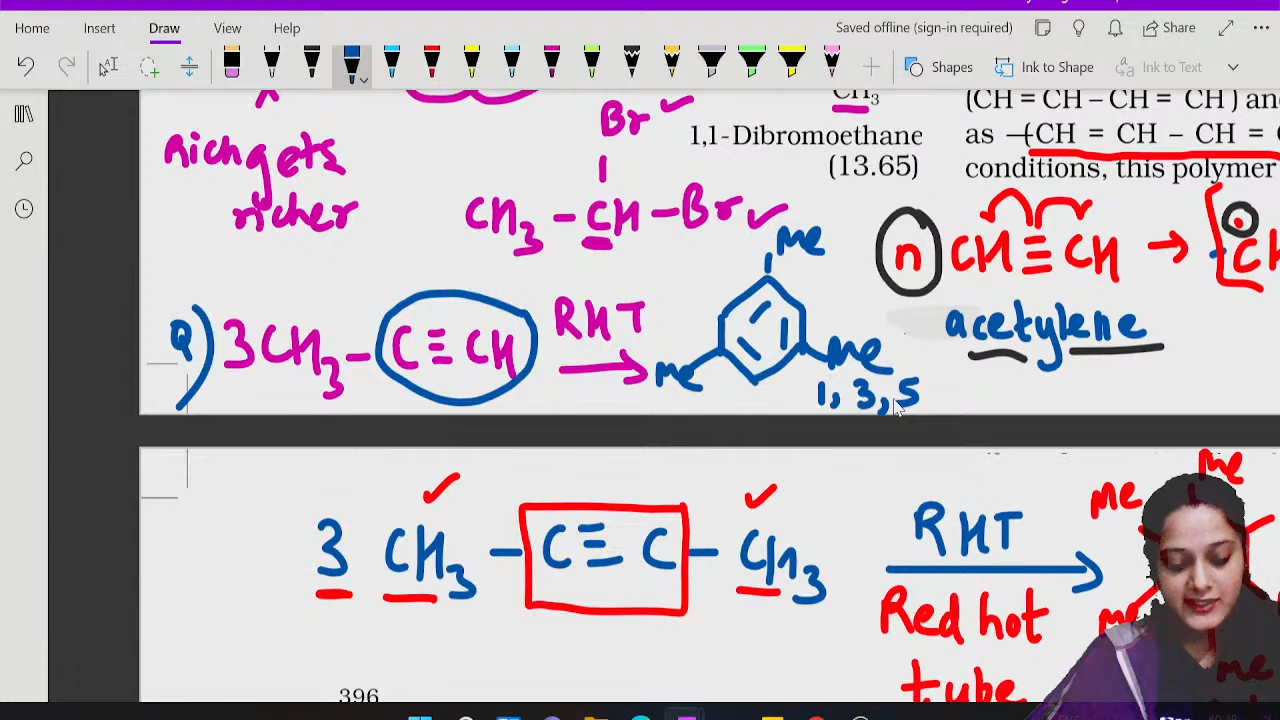 Home Insert Draw View Help Saved offline (sign-in required) Share
Shapes Ink to Shape Ink to Text
Rich gets
richer
Br
CH3 – CH – Br
CH3
1,1-Dibromoethane
(13.65)
(CH = CH – CH = CH ) and
as –(CH = CH – CH =
conditions, this polymer
n CH ≡ CH →
acetylene
Q) 3CH3 – C ≡ CH RHT
Me
Me
Me
1, 3, 5
3 CH3 – C ≡ C – CH3 RHT
Red hot
tube
Me
Me
Me
Me
396